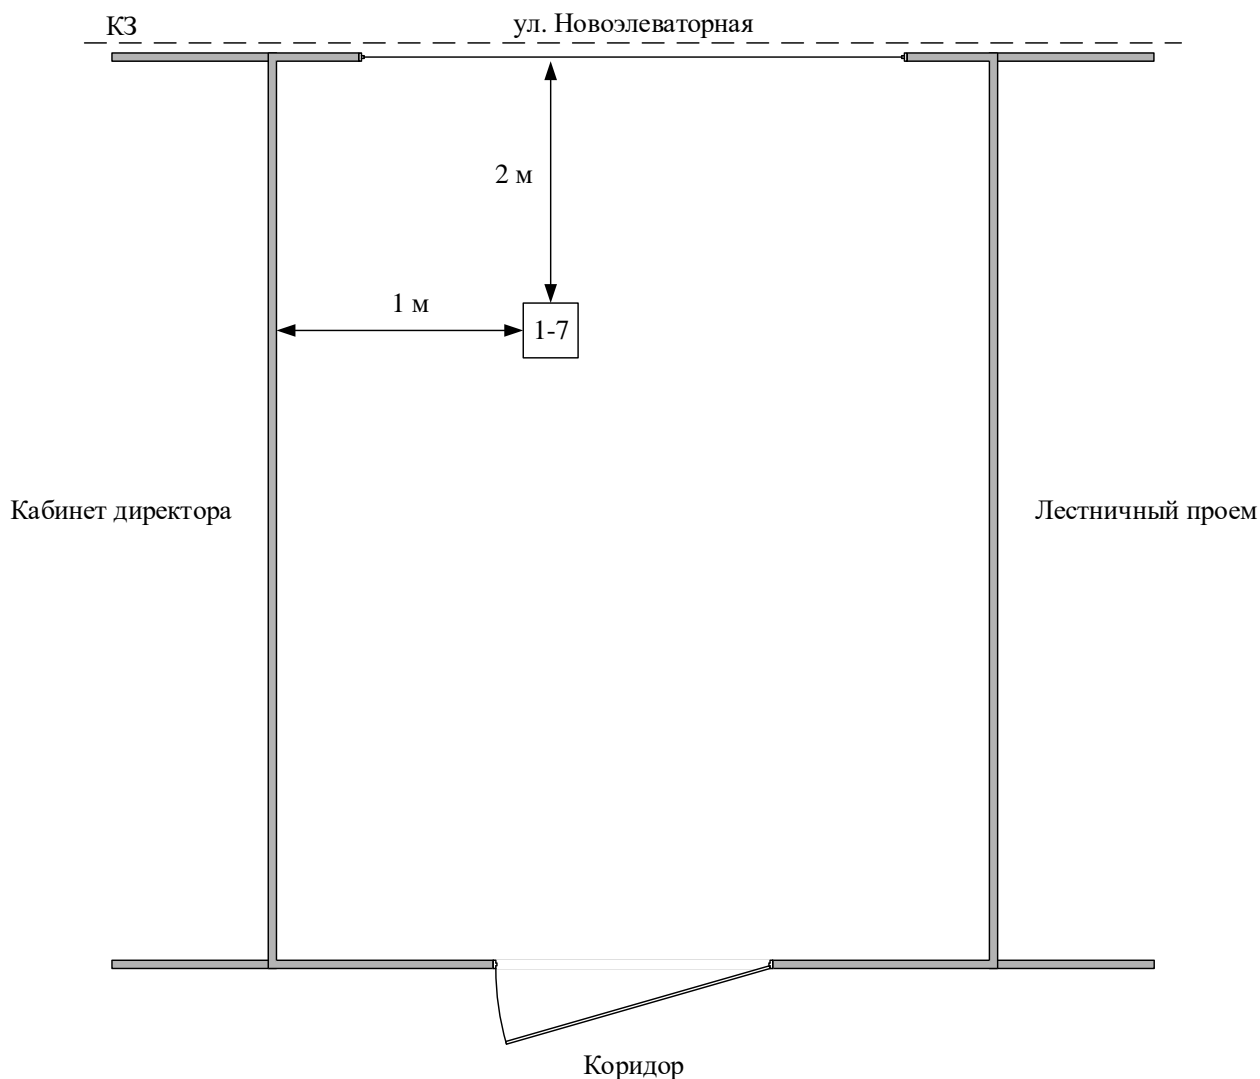 КЗ
ул. Новоэлеваторная
2 м
1 м
1-7
Кабинет директора
Лестничный проем
Коридор